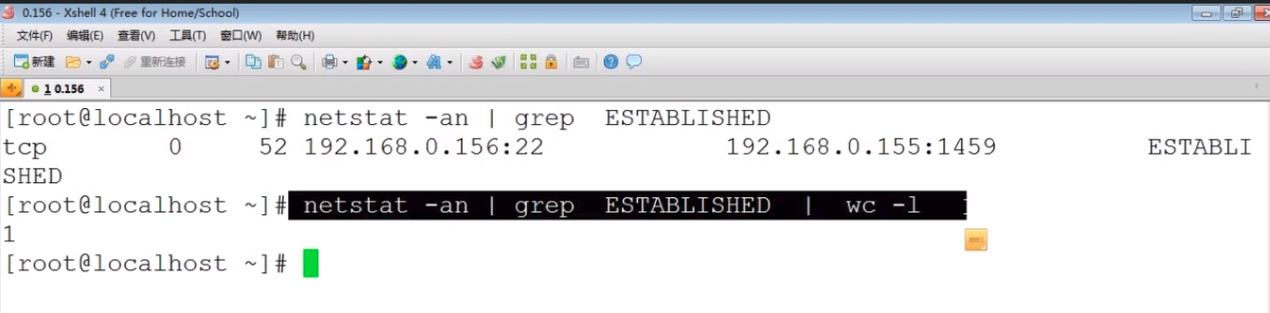 0.156 - Xshell 4 (Free for Home/School)
文件(F) 编辑(E) 查看(V) 工具(T) 窗口(W) 帮助(H)
新建 重新连接
1 0.156
[root@localhost ~]# netstat -an | grep  ESTABLISHED
tcp        0     52 192.168.0.156:22            192.168.0.155:1459          ESTABLI
SHED
[root@localhost ~]# netstat -an | grep  ESTABLISHED  |  wc -l
1
[root@localhost ~]#